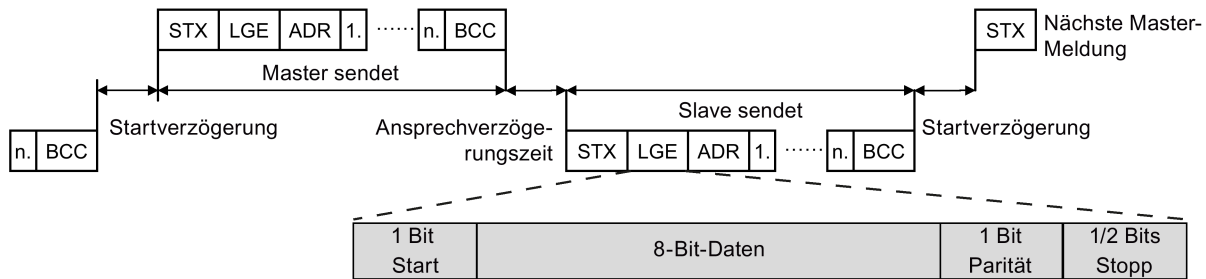 STX LGE ADR 1. ...... n. BCC
STX
Nächste Master-
Meldung
Master sendet
Slave sendet
Startverzögerung
Ansprechverzöge-
rungszeit
Startverzögerung
n. BCC
STX LGE ADR 1. ...... n. BCC
1 Bit
Start
8-Bit-Daten
1 Bit
Parität
1/2 Bits
Stopp